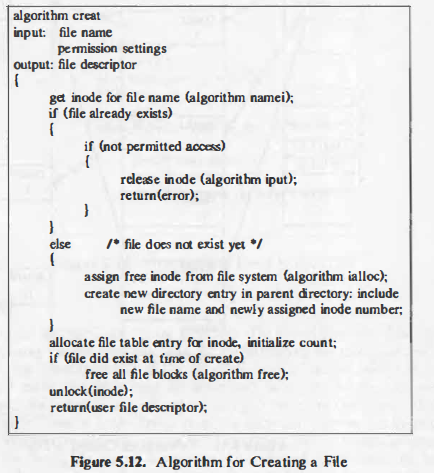 algorithm creat
input: file name
permission settings
output: file descriptor
{
get inode for file name (algorithm namei);
if (file already exists)
{
if (not permitted access)
{
release inode (algorithm iput);
return(error);
}
}
else /* file does not exist yet */
{
assign free inode from file system (algorithm ialloc);
create new directory entry in parent directory: include
new file name and newly assigned inode number;
}
allocate file table entry for inode, initialize count;
if (file did exist at time of create)
free all file blocks (algorithm free);
unlock(inode);
return(user file descriptor);
}
Figure 5.12. Algorithm for Creating a File